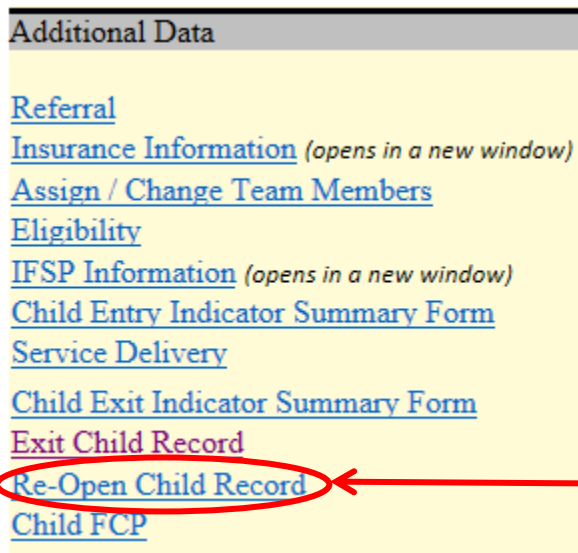 Additional Data
Referral
Insurance Information (opens in a new window)
Assign / Change Team Members
Eligibility
IFSP Information (opens in a new window)
Child Entry Indicator Summary Form
Service Delivery
Child Exit Indicator Summary Form
Exit Child Record
Re-Open Child Record
Child FCP